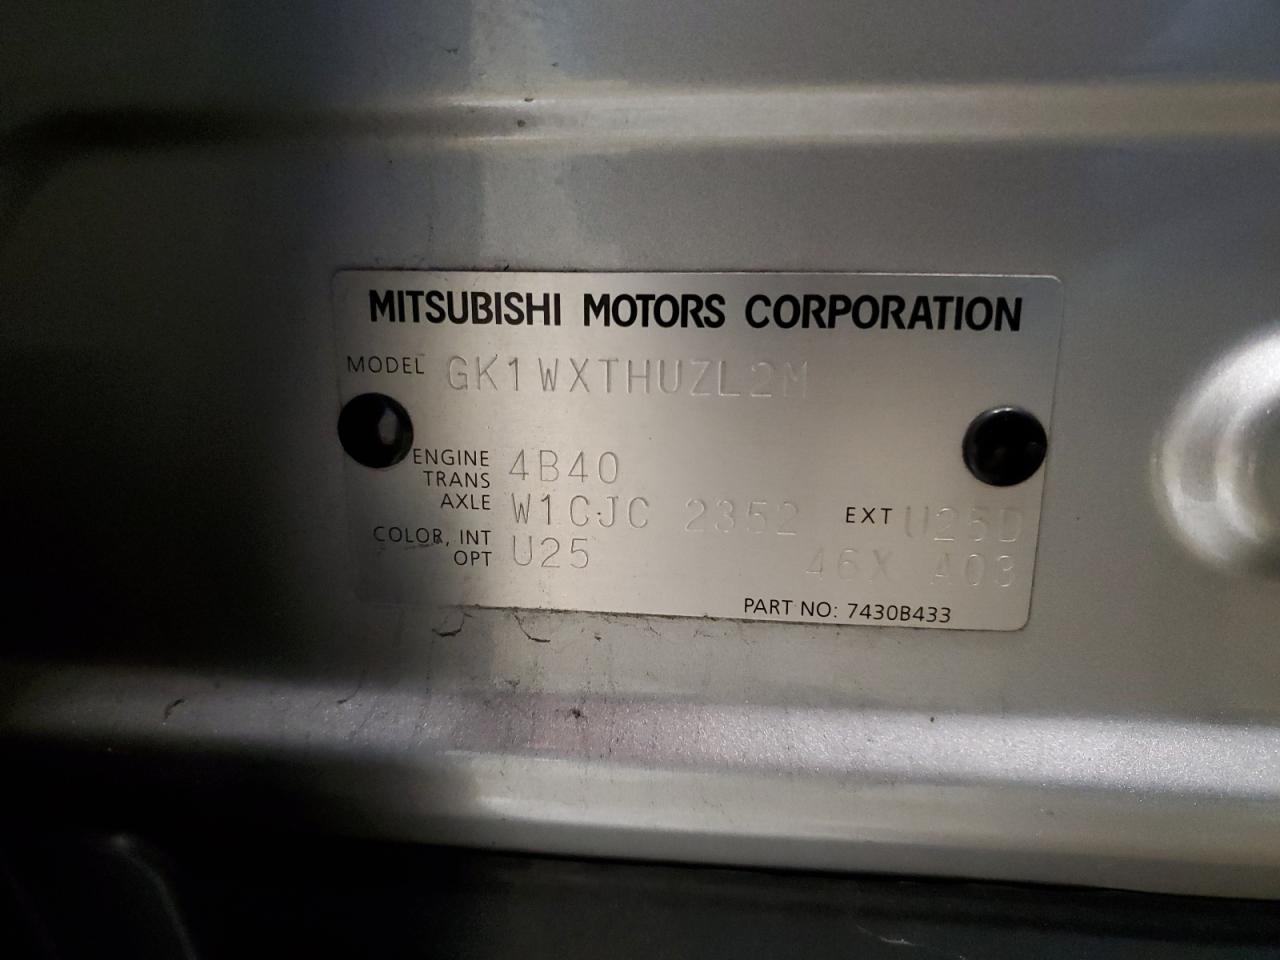 MITSUBISHI MOTORS CORPORATION
MODEL GK1WXTHUZL2M
ENGINE 4B40
TRANS
AXLE W1CJC 2352 EXT U25D
COLOR, INT U25
OPT 46X A03
PART NO: 7430B433